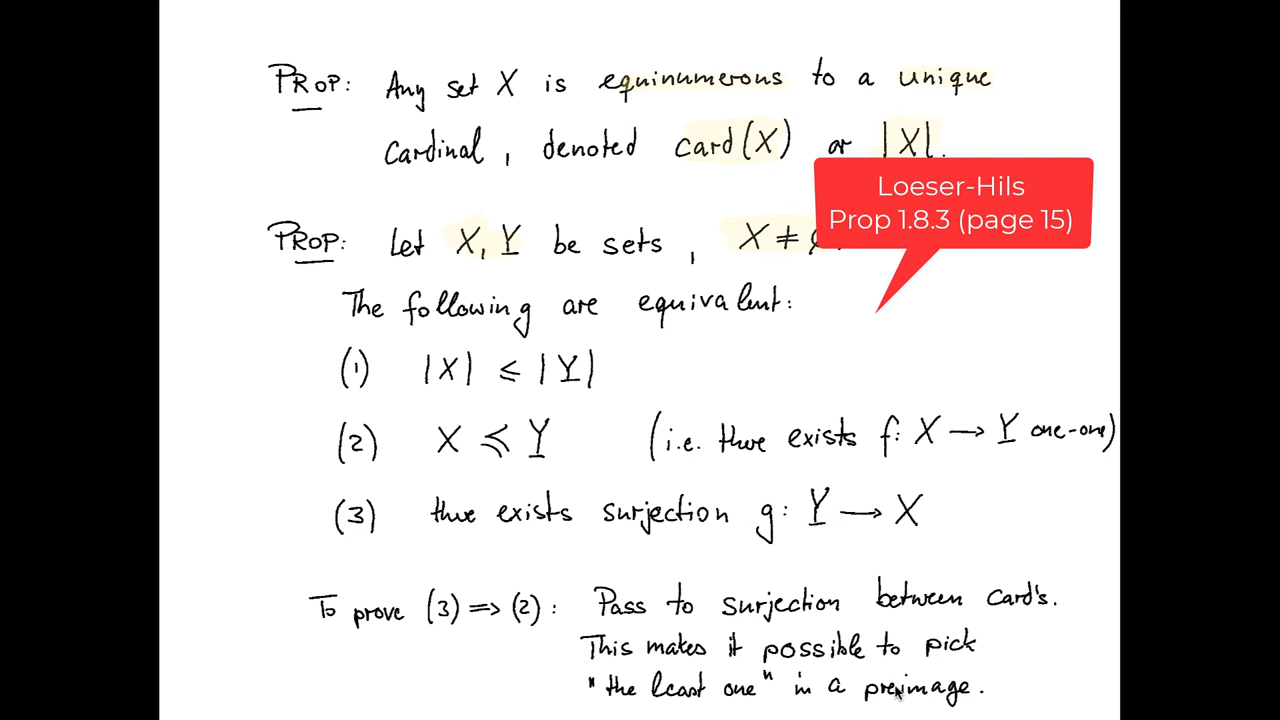 PROP: Any set X is equinumerous to a unique
cardinal, denoted card(X) or |X|.
Loeser-Hils
Prop 1.8.3 (page 15)
PROP: Let X, Y be sets, X ≠
The following are equivalent:
(1) |X| ≤ |Y|
(2) X ≼ Y (i.e. there exists f: X → Y one-one)
(3) there exists surjection g: Y → X
To prove (3) ⟹ (2): Pass to surjection between card's.
This makes it possible to pick
"the least one" in a preimage.